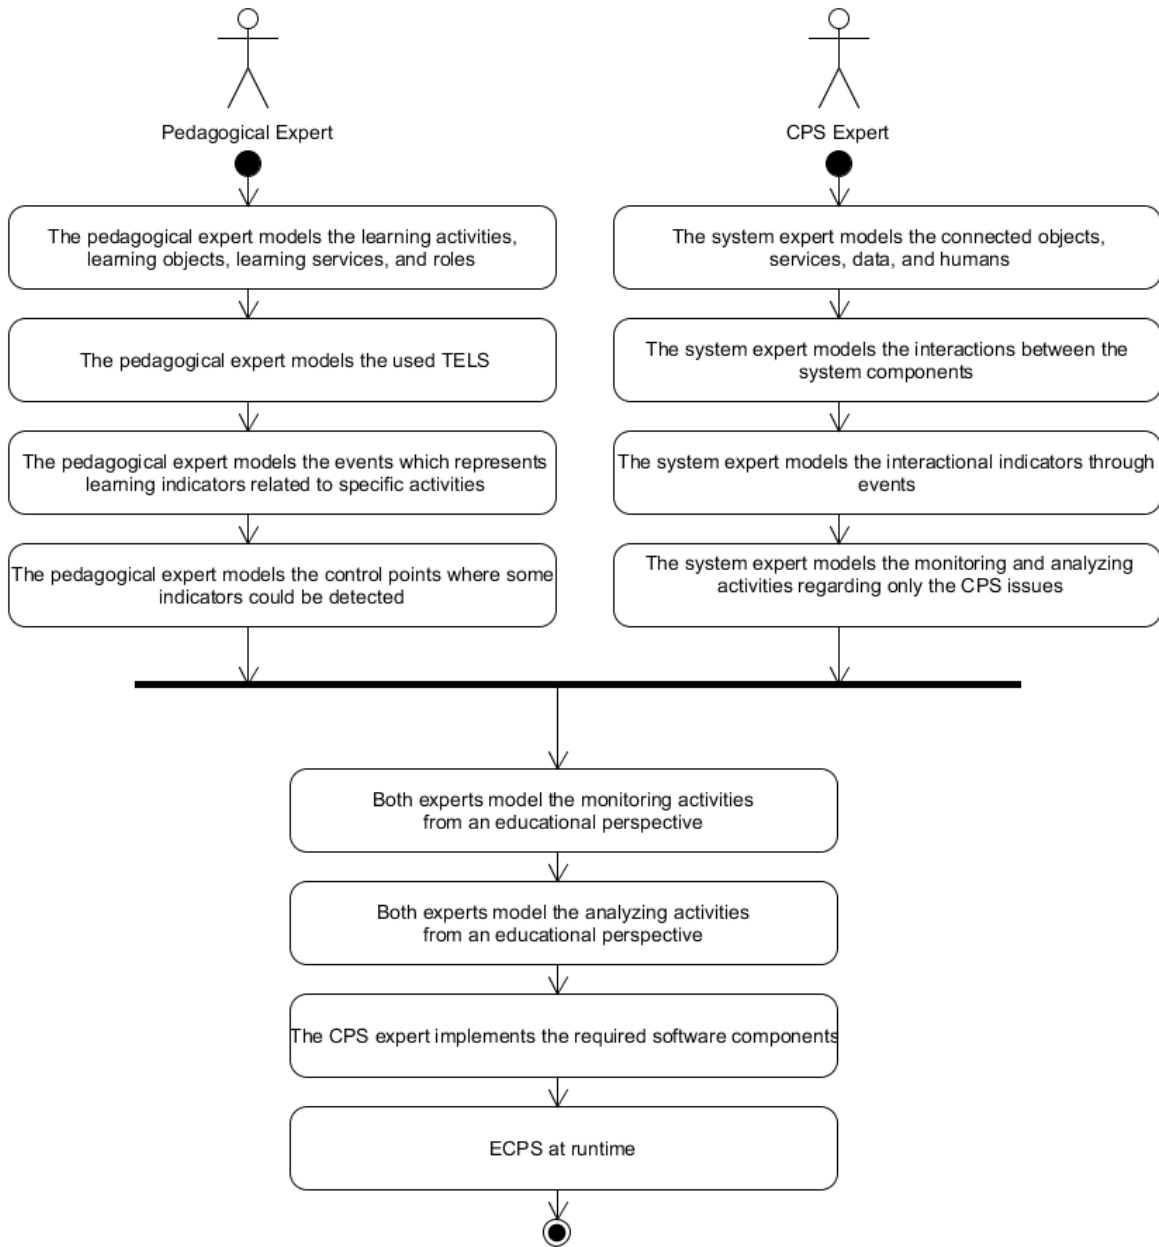 Pedagogical Expert
The pedagogical expert models the learning activities,
learning objects, learning services, and roles
The pedagogical expert models the used TELS
The pedagogical expert models the events which represents
learning indicators related to specific activities
The pedagogical expert models the control points where some
indicators could be detected
CPS Expert
The system expert models the connected objects,
services, data, and humans
The system expert models the interactions between the
system components
The system expert models the interactional indicators through
events
The system expert models the monitoring and analyzing
activities regarding only the CPS issues
Both experts model the monitoring activities
from an educational perspective
Both experts model the analyzing activities
from an educational perspective
The CPS expert implements the required software components
ECPS at runtime